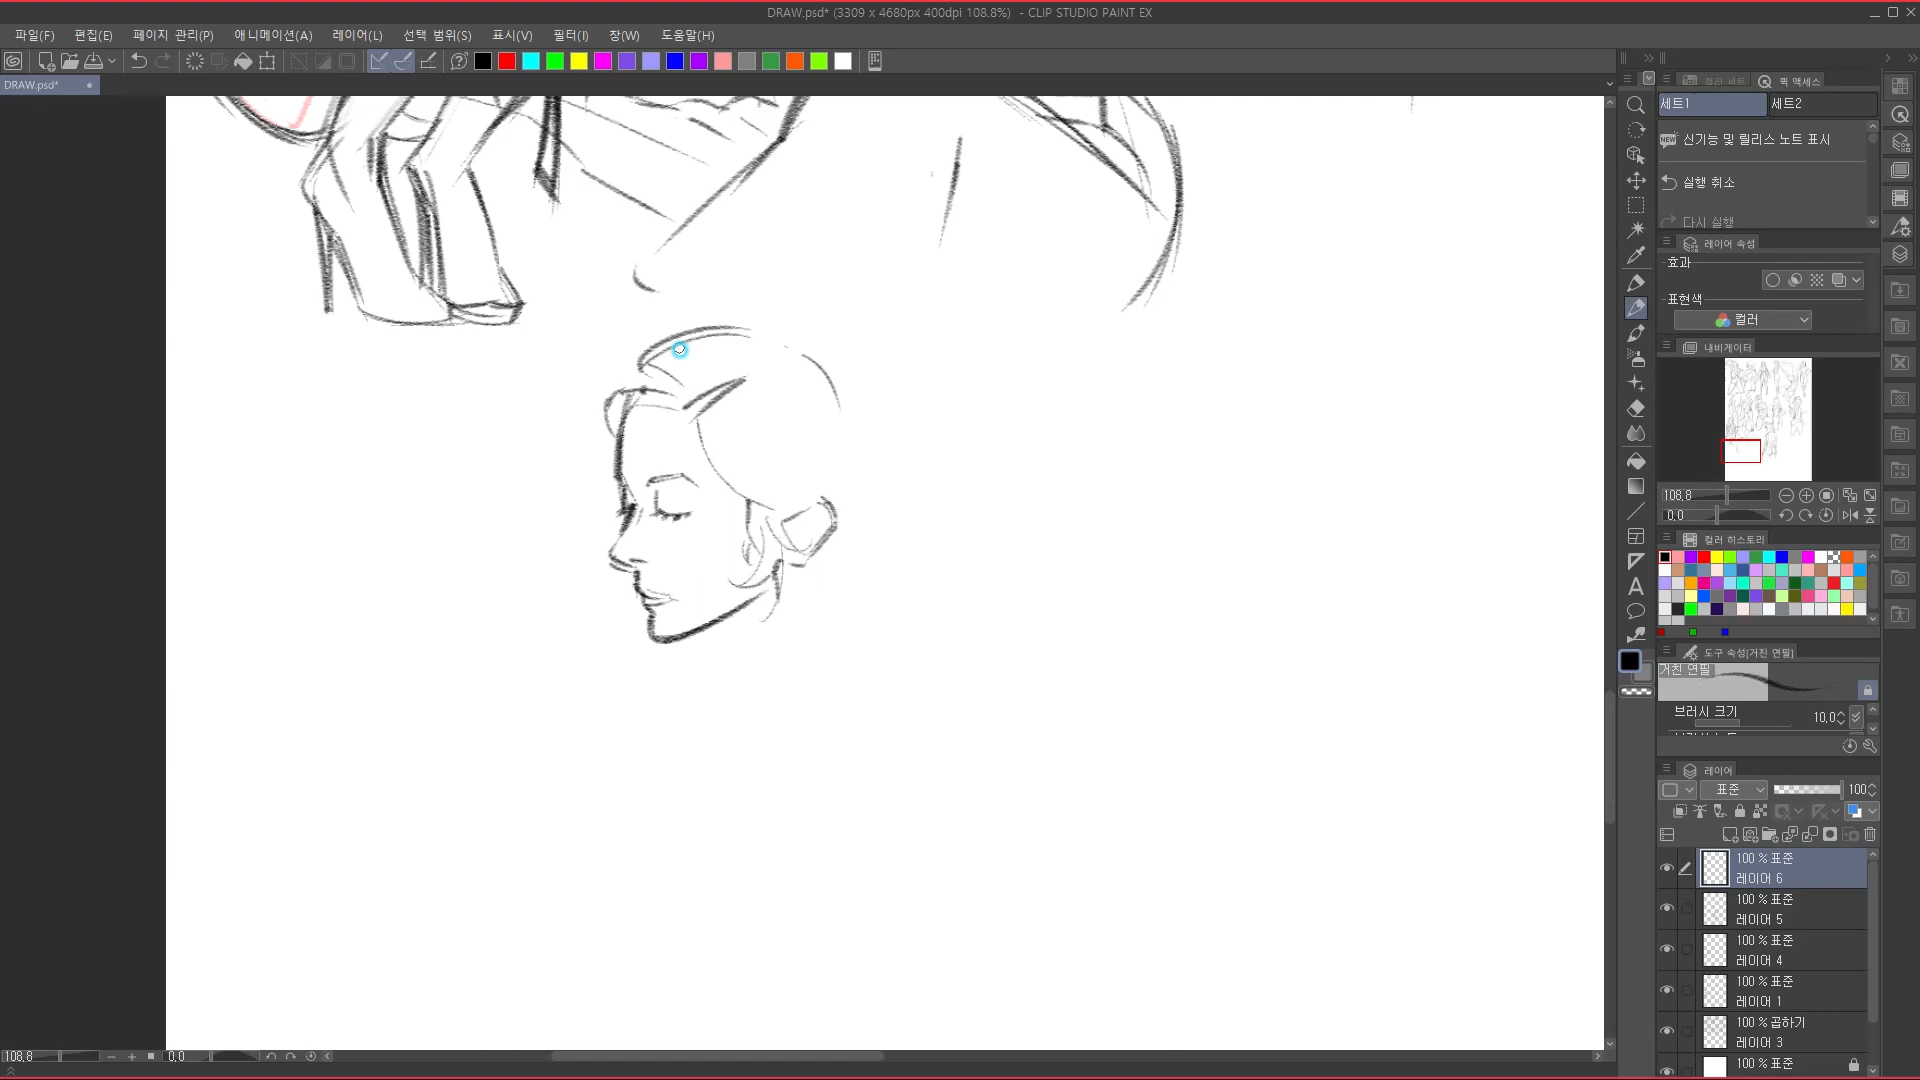 DRAW.psd* (3309 x 4680px 400dpi 108.8%) - CLIP STUDIO PAINT EX
파일(F) 편집(E) 페이지 관리(P) 애니메이션(A) 레이어(L) 선택 범위(S) 표시(V) 필터(I) 창(W) 도움말(H)
DRAW.psd*
컬러 세트 퀵 액세스
세트1 세트2
신기능 및 릴리스 노트 표시
실행 취소
다시 실행
레이어 속성
효과
표현색
컬러
내비게이터
108.8
0.0
컬러 히스토리
도구 속성[거친 연필]
거친 연필
브러시 크기 10.0
레이어
표준 100
100 % 표준
레이어 6
100 % 표준
레이어 5
100 % 표준
레이어 4
100 % 표준
레이어 1
100 % 곱하기
레이어 3
100 % 표준
108.8 0.0